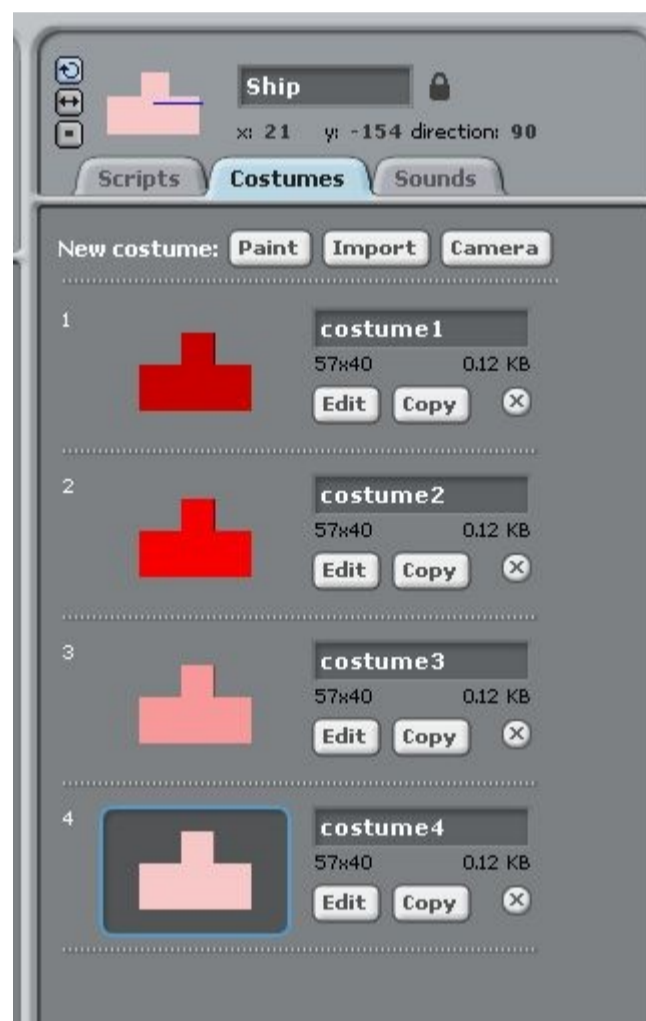 Ship
x: 21 y: -154 direction: 90
Scripts Costumes Sounds
New costume: Paint Import Camera
1
costume1
57x40 0.12 KB
Edit Copy
2
costume2
57x40 0.12 KB
Edit Copy
3
costume3
57x40 0.12 KB
Edit Copy
4
costume4
57x40 0.12 KB
Edit Copy